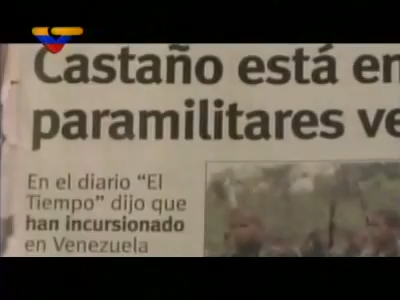 Castaño está en
paramilitares ve
En el diario “El
Tiempo” dijo que
han incursionado
en Venezuela